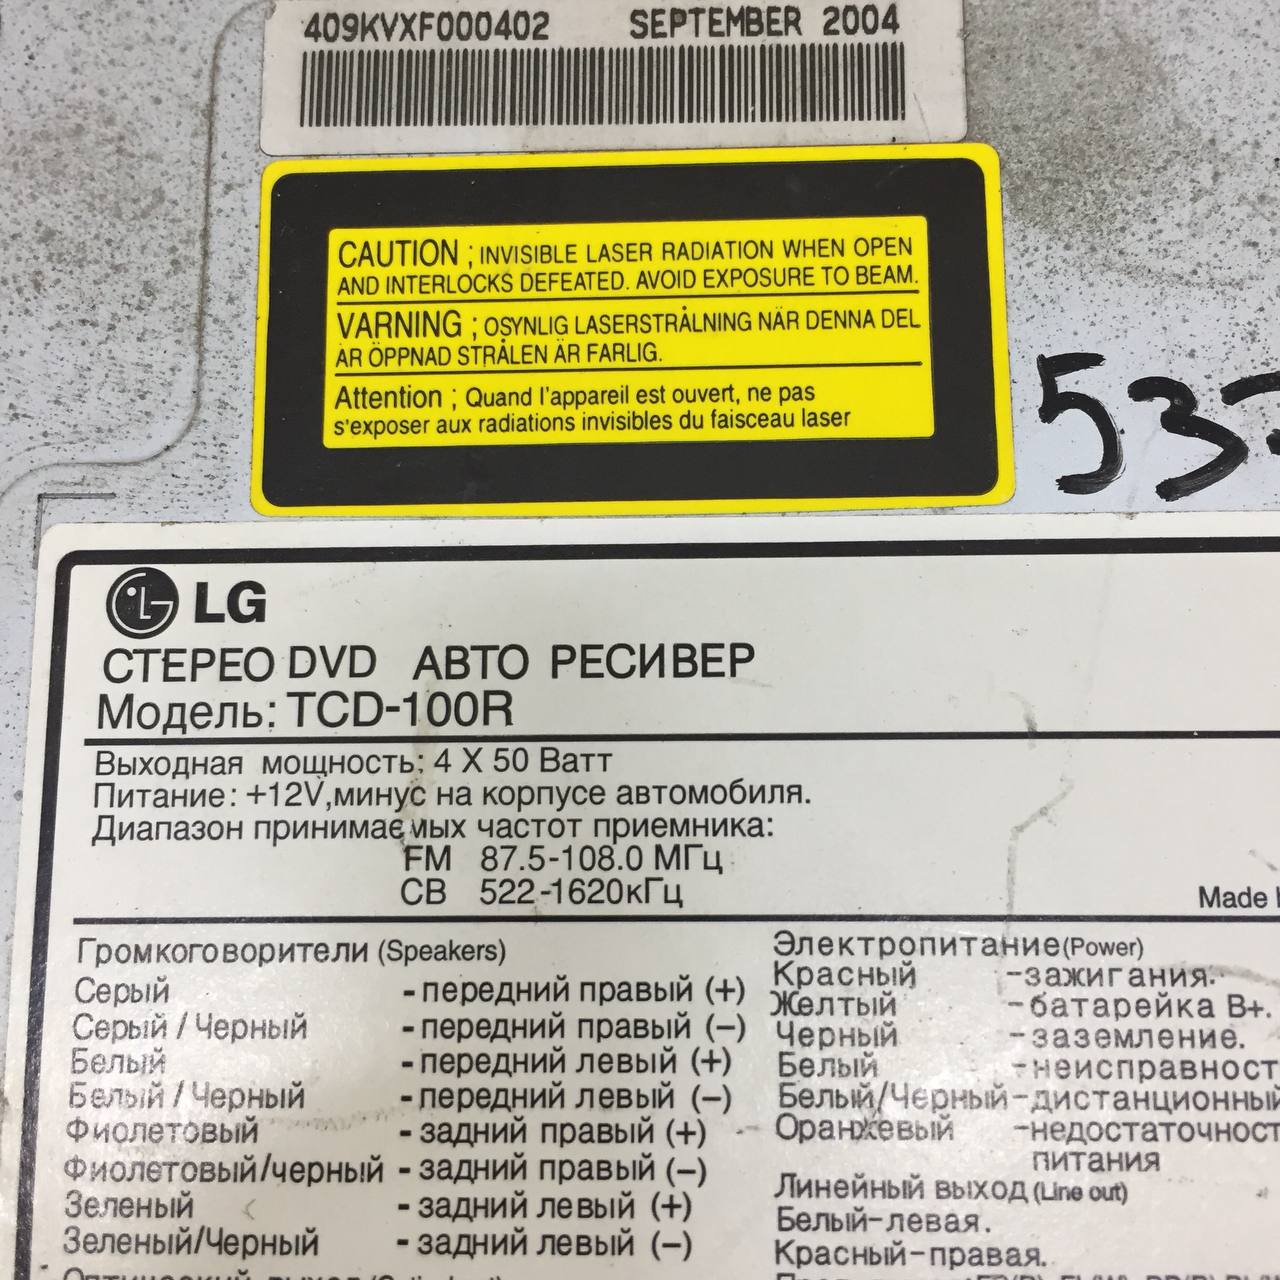 409KVXF000402 SEPTEMBER 2004
CAUTION ; INVISIBLE LASER RADIATION WHEN OPEN
AND INTERLOCKS DEFEATED. AVOID EXPOSURE TO BEAM.
VARNING ; OSYNLIG LASERSTRÅLNING NÄR DENNA DEL
ÄR ÖPPNAD STRÅLEN ÄR FARLIG.
Attention ; Quand l'appareil est ouvert, ne pas
s'exposer aux radiations invisibles du faisceau laser
53
LG
СТЕРЕО DVD АВТО РЕСИВЕР
Модель: TCD-100R
Выходная мощность: 4 X 50 Ватт
Питание: +12V,минус на корпусе автомобиля.
Диапазон принимаемых частот приемника:
FM 87.5-108.0 МГц
СВ 522-1620кГц
Made
Громкоговорители (Speakers)
Серый - передний правый (+)
Серый / Черный - передний правый (–)
Белый - передний левый (+)
Белый / Черный - передний левый (–)
Фиолетовый - задний правый (+)
Фиолетовый/черный - задний правый (–)
Зеленый - задний левый (+)
Зеленый/Черный - задний левый (–)
Электропитание(Power)
Красный -зажигания.
Желтый -батарейка B+.
Черный -заземление.
Белый -неисправност
Белый/Черный-дистанционный
Оранжевый -недостаточност
питания
Линейный выход (Line out)
Белый-левая.
Красный-правая.